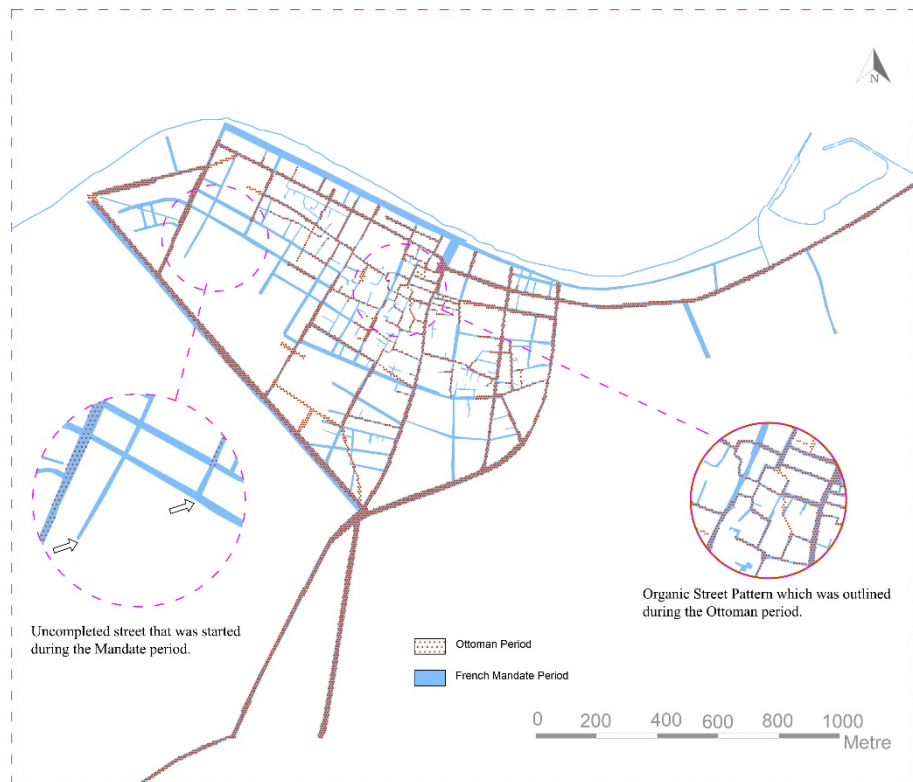 N
Uncompleted street that was started
during the Mandate period.
Organic Street Pattern which was outlined
during the Ottoman period.
Ottoman Period
French Mandate Period
0 200 400 600 800 1000
Metre